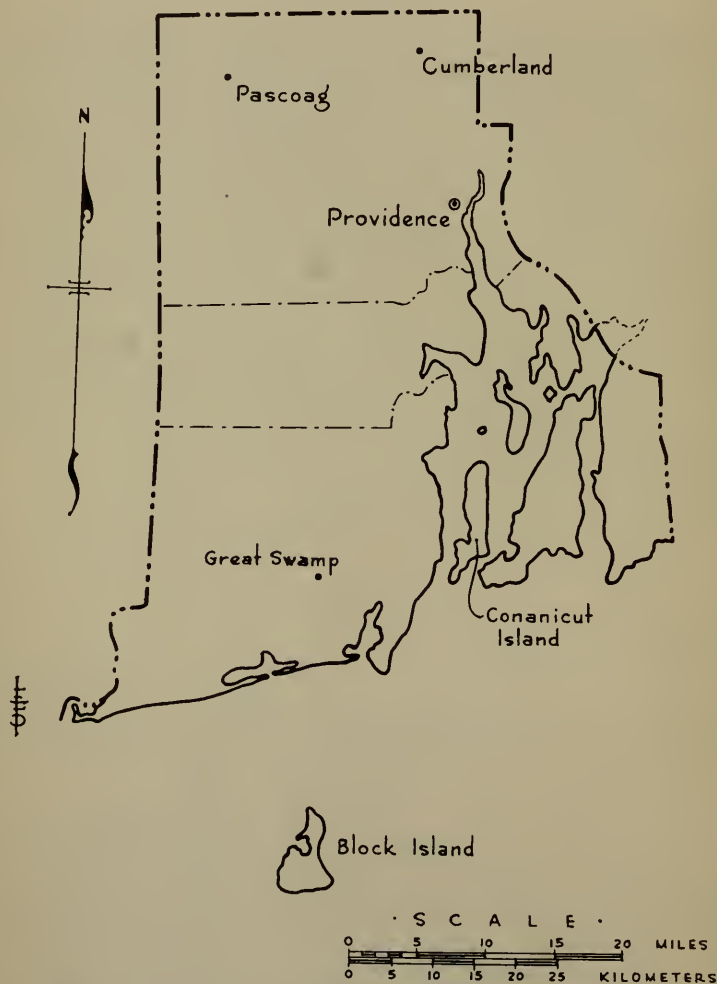 Cumberland
Pascoag
N
Providence
Great Swamp
Conanicut
Island
Block Island
· S C A L E ·
0 5 10 15 20 MILES
0 5 10 15 20 25 KILOMETERS